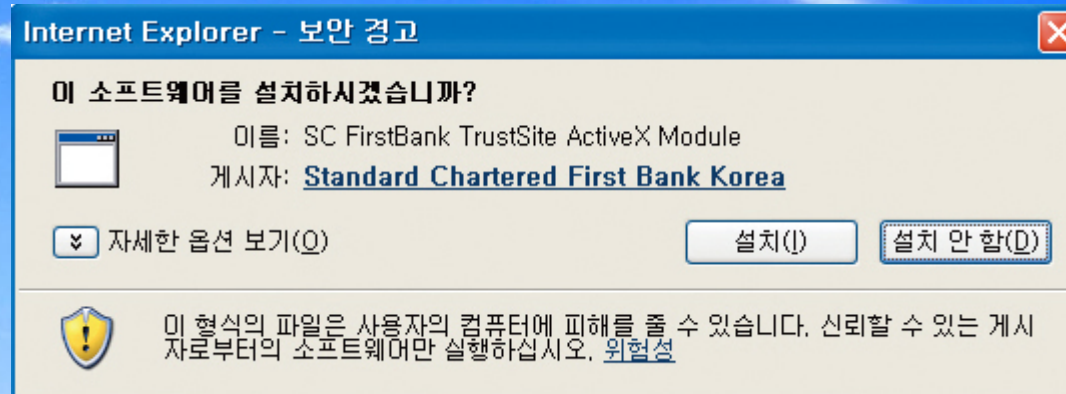 Internet Explorer - 보안 경고
이 소프트웨어를 설치하시겠습니까?
이름: SC FirstBank TrustSite ActiveX Module
게시자: Standard Chartered First Bank Korea
자세한 옵션 보기(O)
설치(I)
설치 안 함(D)
이 형식의 파일은 사용자의 컴퓨터에 피해를 줄 수 있습니다. 신뢰할 수 있는 게시
자로부터의 소프트웨어만 실행하십시오. 위험성